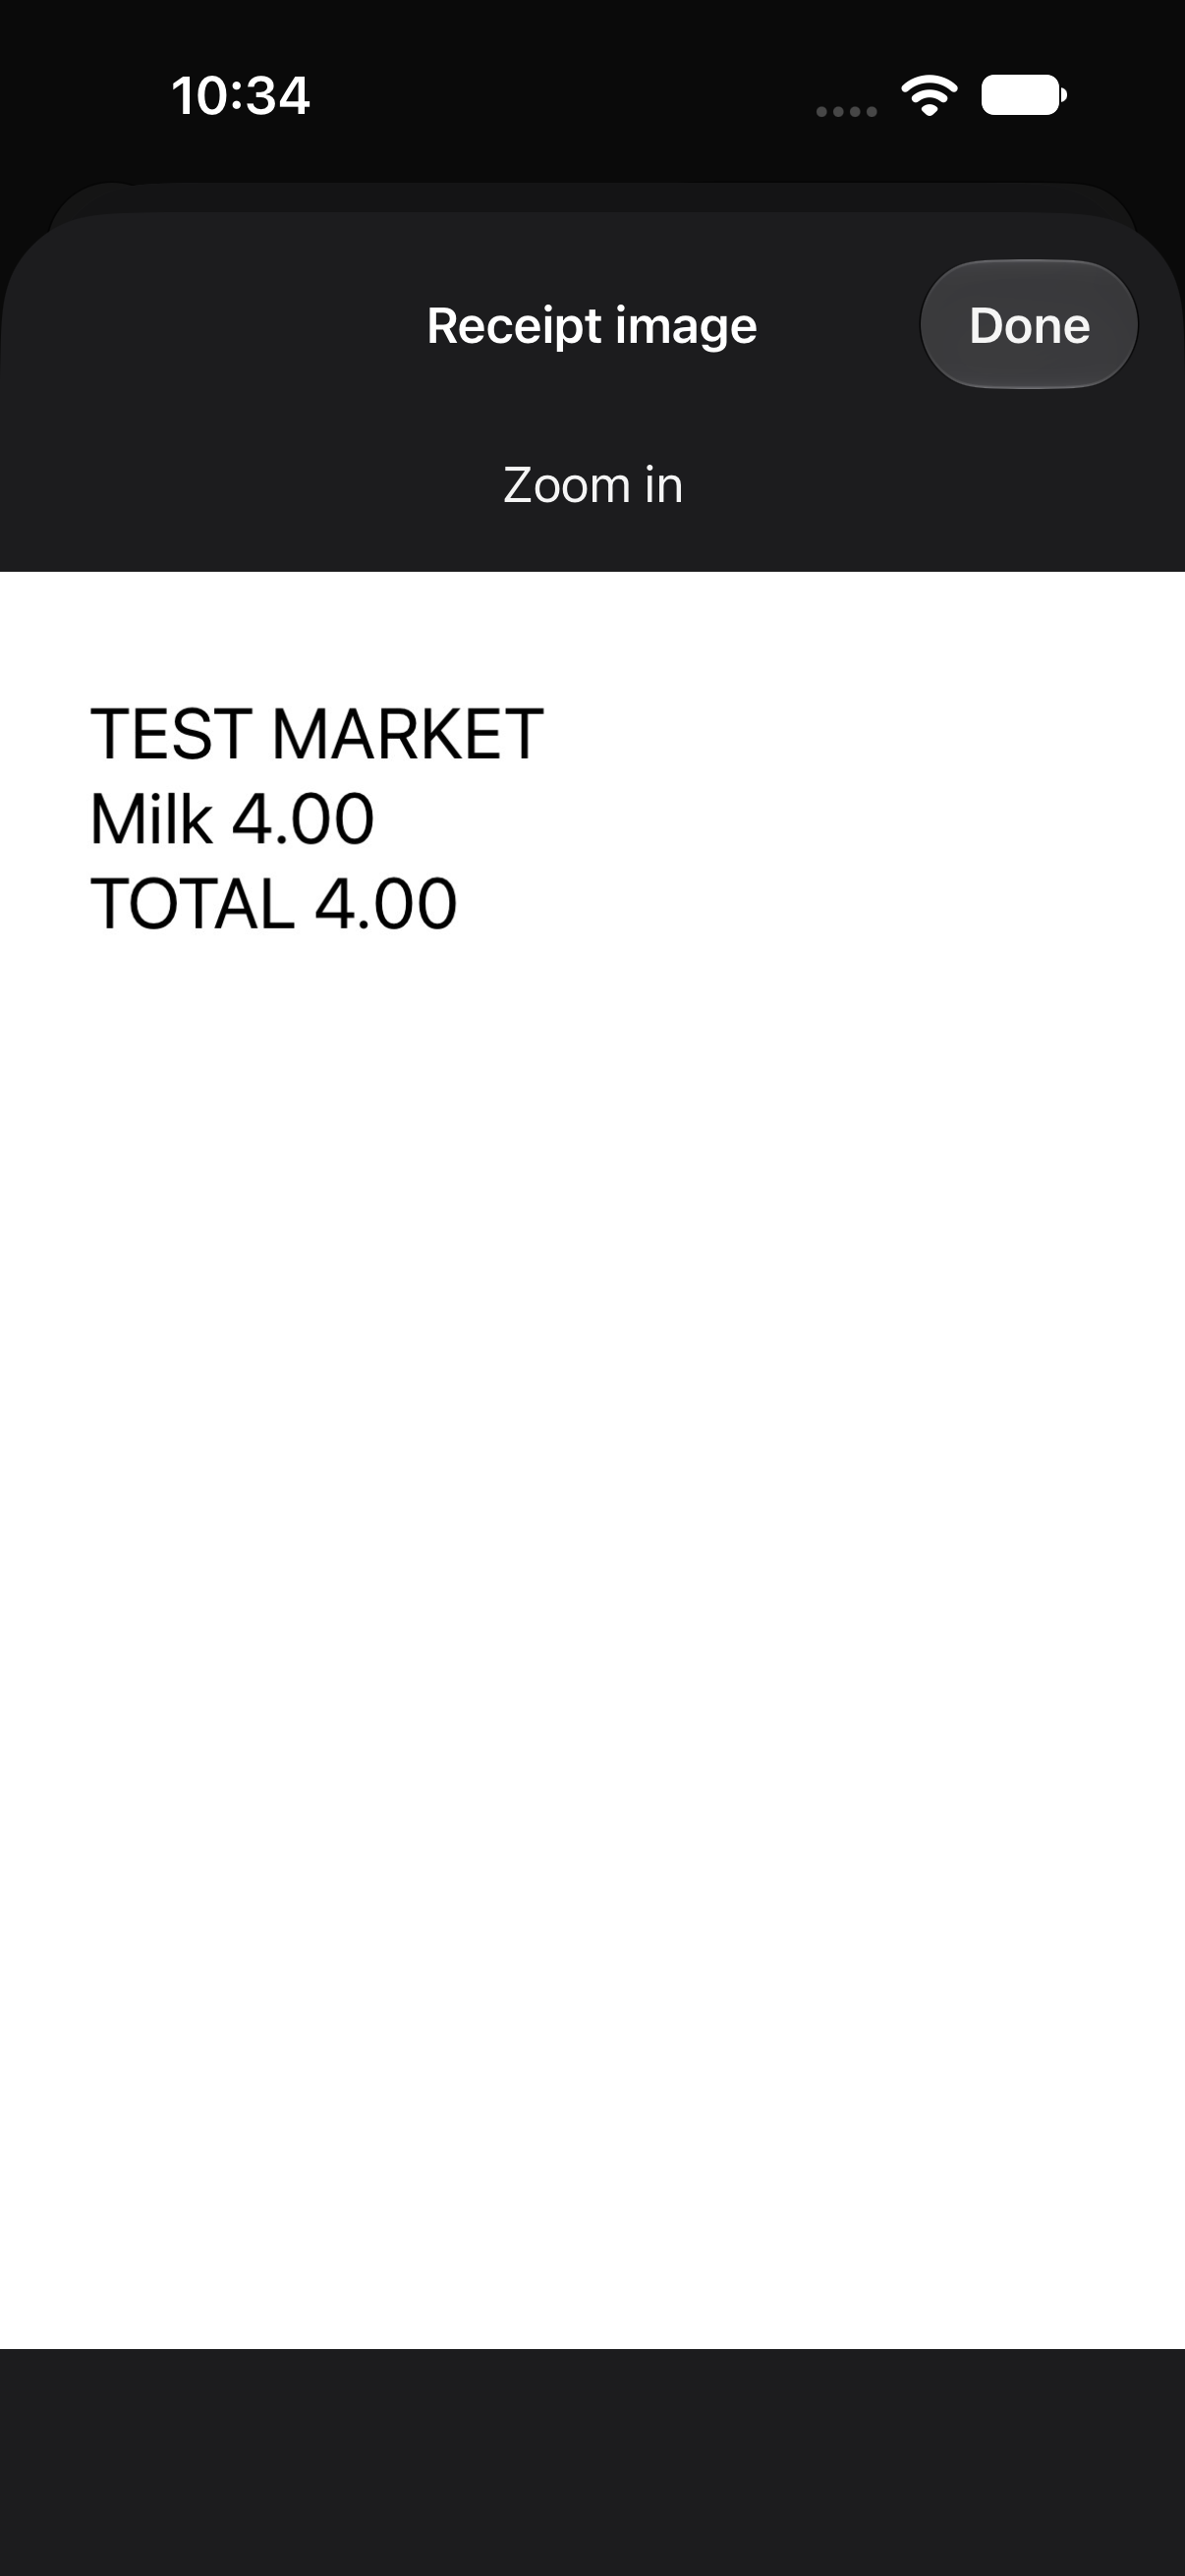 10:34
Receipt image
Done
Zoom in
TEST MARKET
Milk 4.00
TOTAL 4.00